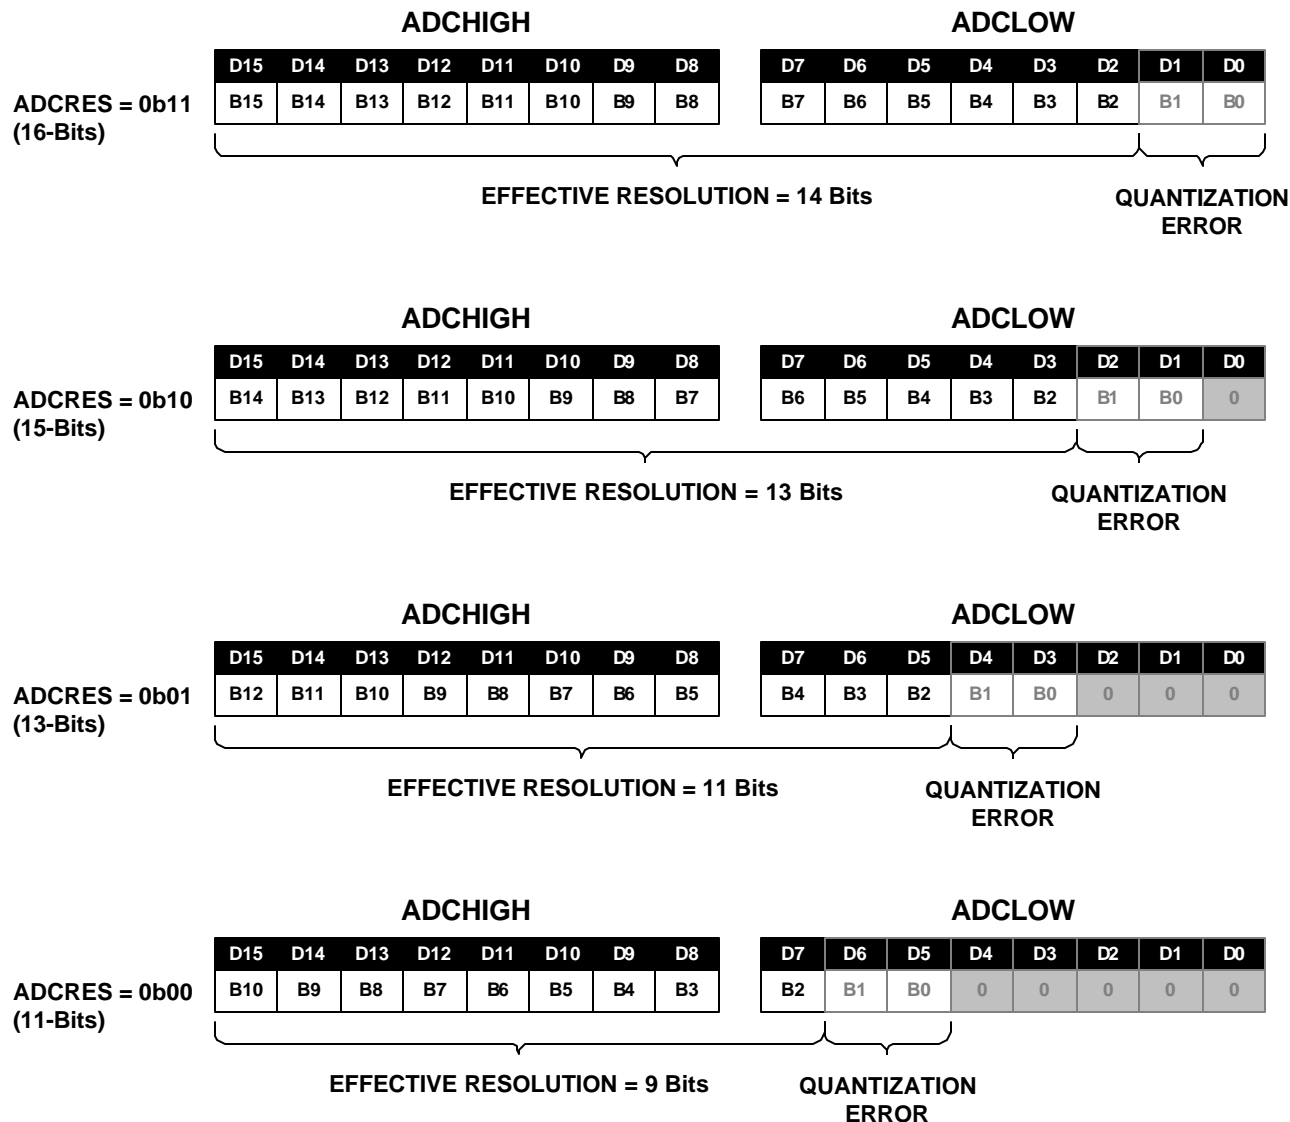 ADCHIGH ADCLOW
D15 D14 D13 D12 D11 D10 D9 D8 D7 D6 D5 D4 D3 D2 D1 D0
ADCRES = 0b11 B15 B14 B13 B12 B11 B10 B9 B8 B7 B6 B5 B4 B3 B2 B1 B0
(16-Bits)
EFFECTIVE RESOLUTION = 14 Bits QUANTIZATION
ERROR
ADCHIGH ADCLOW
D15 D14 D13 D12 D11 D10 D9 D8 D7 D6 D5 D4 D3 D2 D1 D0
ADCRES = 0b10 B14 B13 B12 B11 B10 B9 B8 B7 B6 B5 B4 B3 B2 B1 B0 0
(15-Bits)
EFFECTIVE RESOLUTION = 13 Bits QUANTIZATION
ERROR
ADCHIGH ADCLOW
D15 D14 D13 D12 D11 D10 D9 D8 D7 D6 D5 D4 D3 D2 D1 D0
ADCRES = 0b01 B12 B11 B10 B9 B8 B7 B6 B5 B4 B3 B2 B1 B0 0 0 0
(13-Bits)
EFFECTIVE RESOLUTION = 11 Bits QUANTIZATION
ERROR
ADCHIGH ADCLOW
D15 D14 D13 D12 D11 D10 D9 D8 D7 D6 D5 D4 D3 D2 D1 D0
ADCRES = 0b00 B10 B9 B8 B7 B6 B5 B4 B3 B2 B1 B0 0 0 0 0 0
(11-Bits)
EFFECTIVE RESOLUTION = 9 Bits QUANTIZATION
ERROR